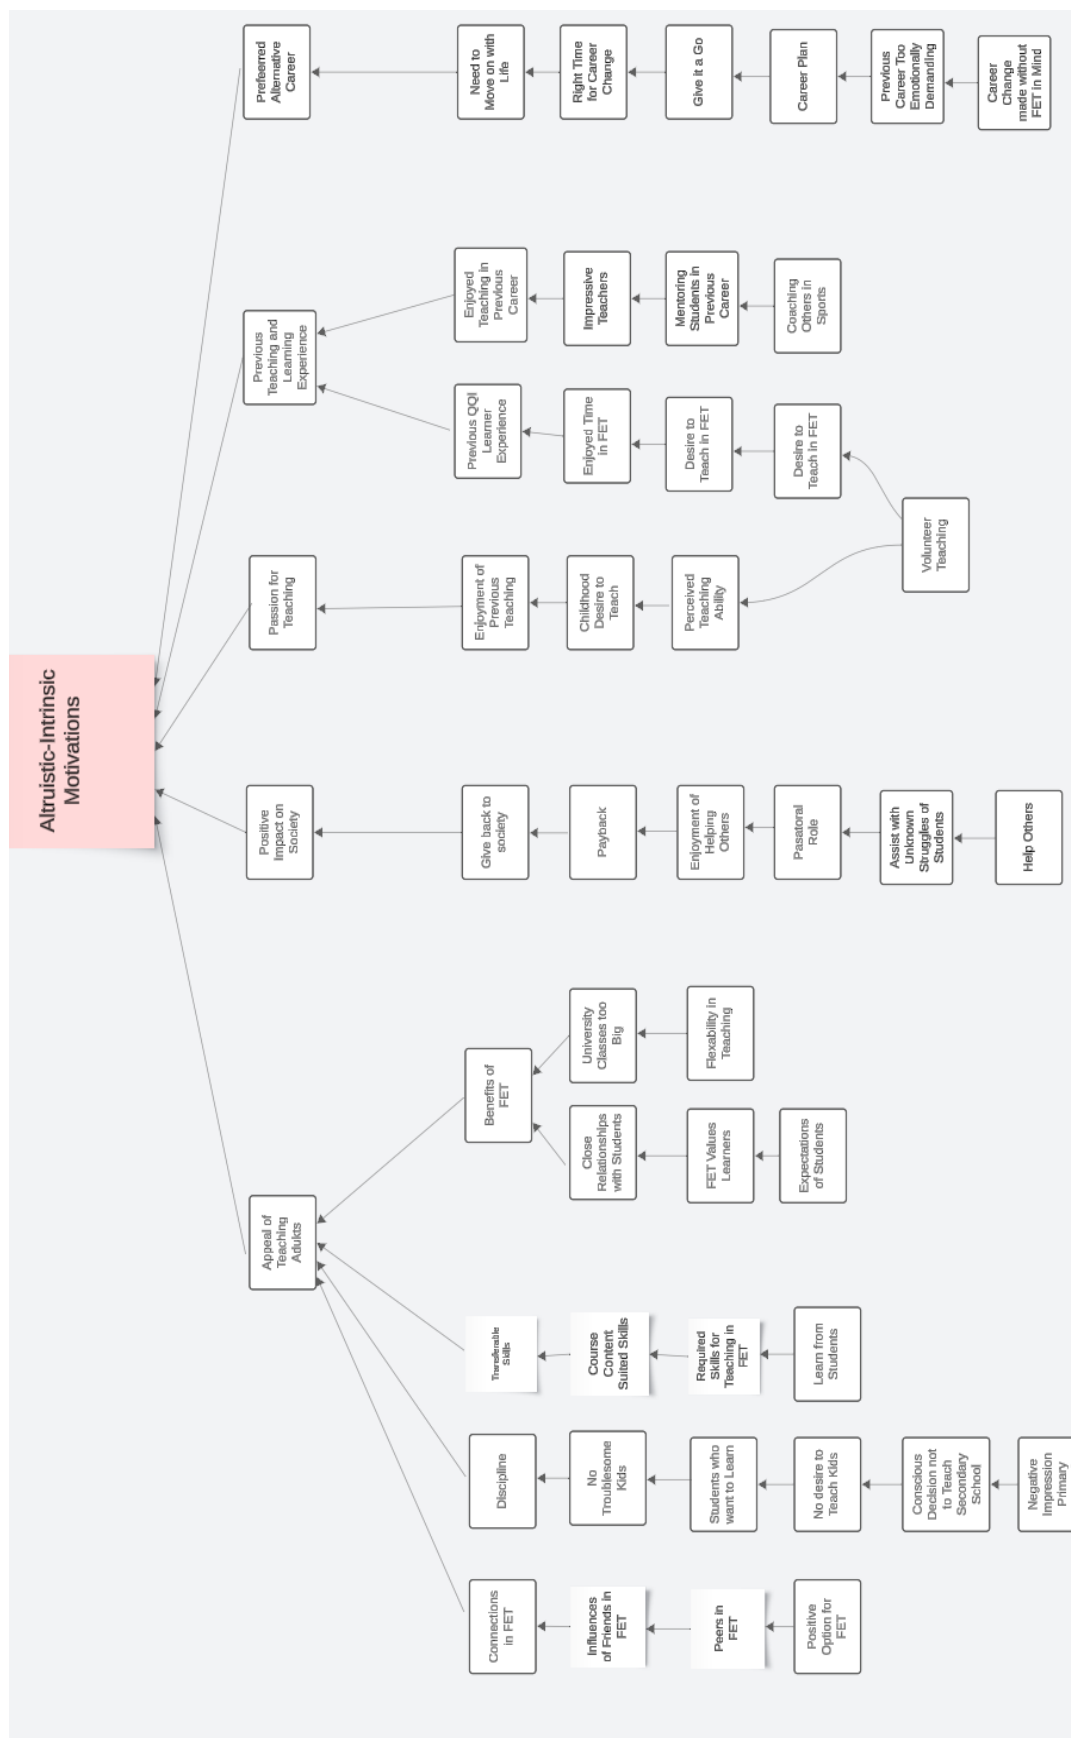 Altruistic-Intrinsic
Motivations
Appeal of
Teaching
Adukts
Positive
Impact on
Society
Passion for
Teaching
Previous
Teaching and
Learning
Experience
Prefeerred
Alternative
Career
Connections
in FET
Discipline
Transferrable
Skills
Benefits of
FET
Give back to
society
Enjoyment of
Previous
Teaching
Previous QQI
Learner
Experience
Enjoyed
Teaching in
Previous
Career
Need to
Move on with
Life
Influences
of Friends in
FET
No
Troublesome
Kids
Course
Content
Suited Skills
Close
Relationships
with Students
University
Classes too
Big
Payback
Childhood
Desire to
Teach
Enjoyed Time
in FET
Impressive
Teachers
Right Time
for Career
Change
Peers in
FET
Students who
want to Learn
Required
Skills for
Teaching in
FET
FET Values
Learners
Flexability in
Teaching
Enjoyment of
Helping
Others
Perceived
Teaching
Ability
Desire to
Teach in FET
Mentoring
Students in
Previous
Career
Give it a Go
Positive
Option for
FET
No desire to
Teach Kids
Learn from
Students
Expectations
of Students
Pasatoral
Role
Desire to
Teach in FET
Coaching
Others in
Sports
Career Plan
Conscious
Decision not
to Teach
Secondary
School
Assist with
Unknown
Struggles of
Students
Volunteer
Teaching
Previous
Career Too
Emotionally
Demanding
Negative
Impression
Primary
Help Others
Career
Change
made without
FET in Mind